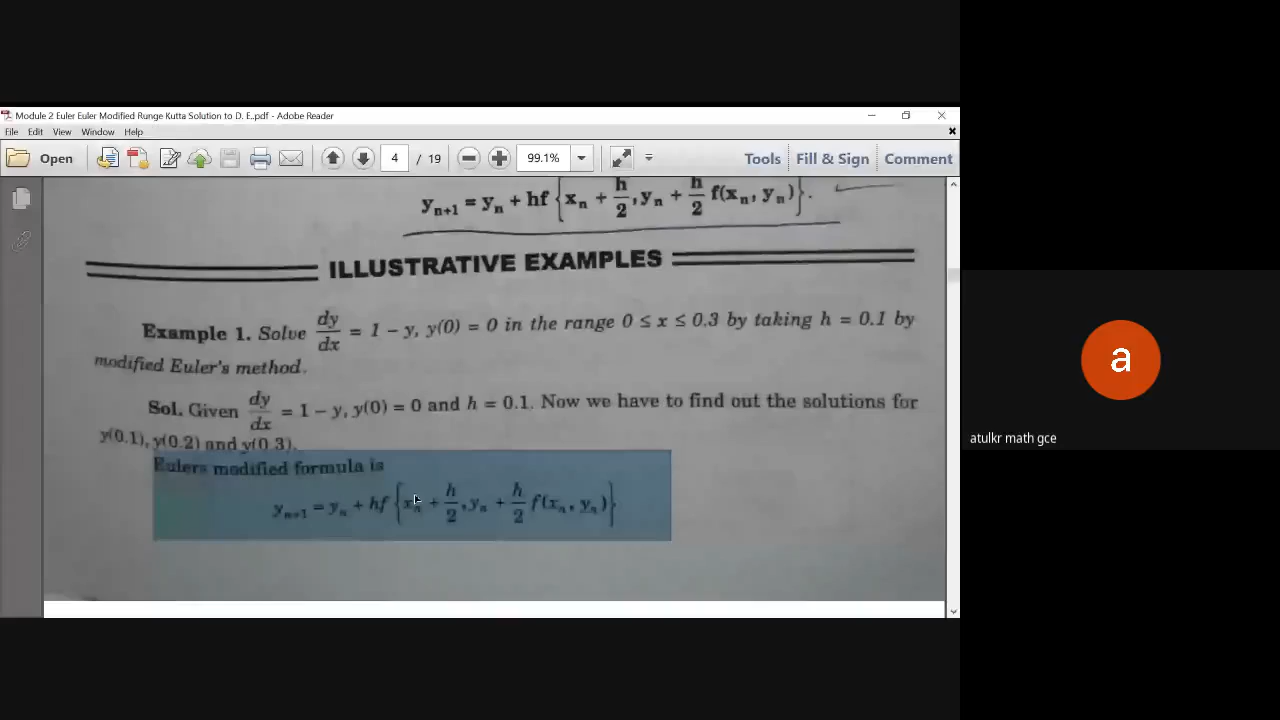 Module 2 Euler Euler Modified Runge Kutta Solution to D. E..pdf - Adobe Reader
File Edit View Window Help
Open 4 / 19 99.1% Tools Fill & Sign Comment
yₙ₊₁ = yₙ + hf {xₙ + h/2, yₙ + h/2 f(xₙ, yₙ)}.
ILLUSTRATIVE EXAMPLES
Example 1. Solve dy/dx = 1 – y, y(0) = 0 in the range 0 ≤ x ≤ 0.3 by taking h = 0.1 by
modified Euler's method.
Sol. Given dy/dx = 1 – y, y(0) = 0 and h = 0.1. Now we have to find out the solutions for
y(0.1), y(0.2) and y(0.3).
Eulers modified formula is
yₙ₊₁ = yₙ + hf {xₙ + h/2, yₙ + h/2 f(xₙ, yₙ)}
a
atulkr math gce